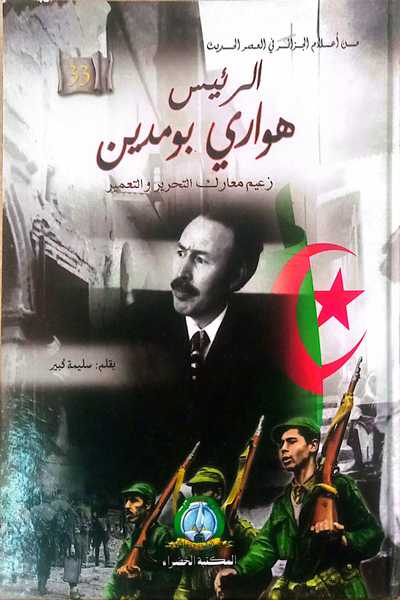 من أعلام الجزائر في العصر الحديث
33
الرئيس
هواري بومدين
زعيم معارك التحرير والتعمير
بقلم: سليمة كبير
المكتبة الخضراء